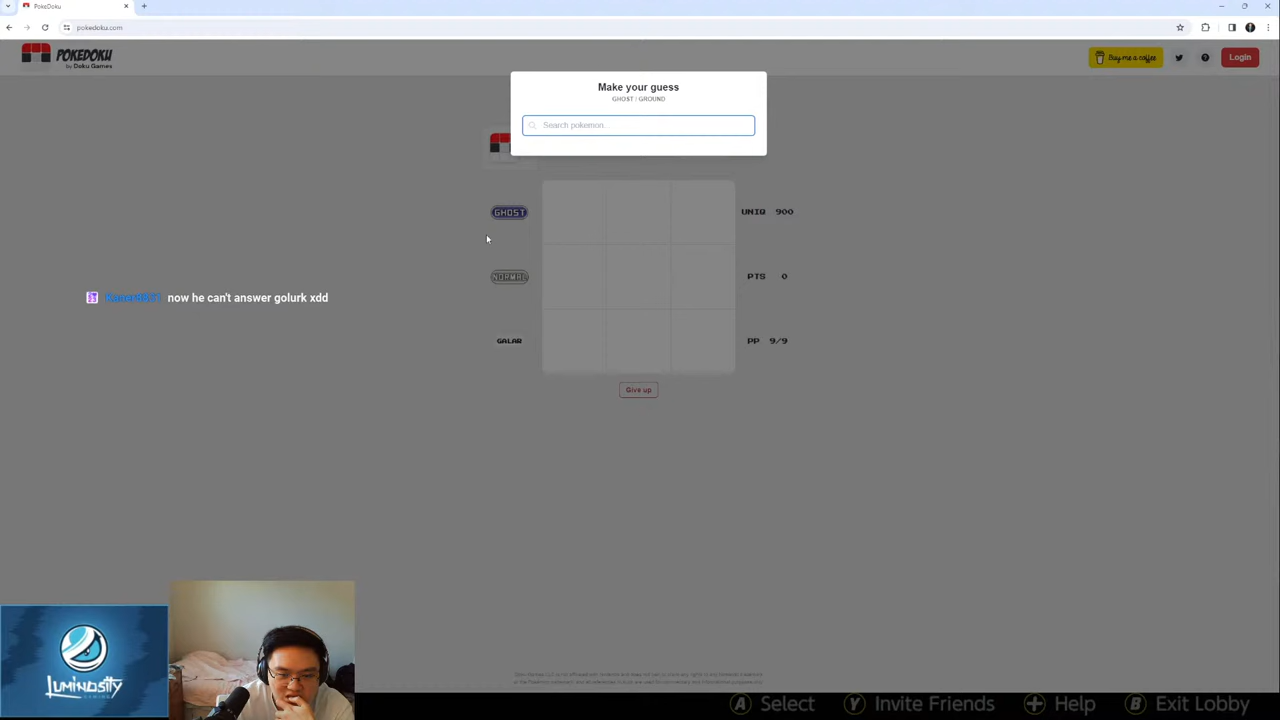 PokeDoku
pokedoku.com
POKEDOKU
by Doku Games
Buy me a coffee
Login
Make your guess
GHOST | GROUND
Search pokemon...
GHOST
UNIQ 900
NORMAL
PTS 0
now he can't answer golurk xdd
GALAR
PP 9/9
Give up
LUMINOSITY
GAMING
A Select
Y Invite Friends
+ Help
B Exit Lobby